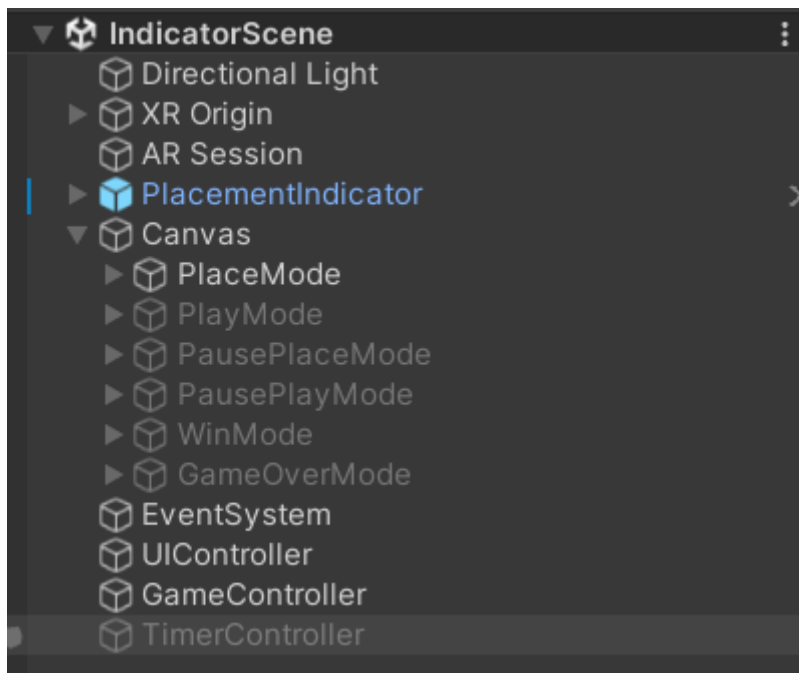 IndicatorScene
Directional Light
XR Origin
AR Session
PlacementIndicator
Canvas
PlaceMode
PlayMode
PausePlaceMode
PausePlayMode
WinMode
GameOverMode
EventSystem
UIController
GameController
TimerController